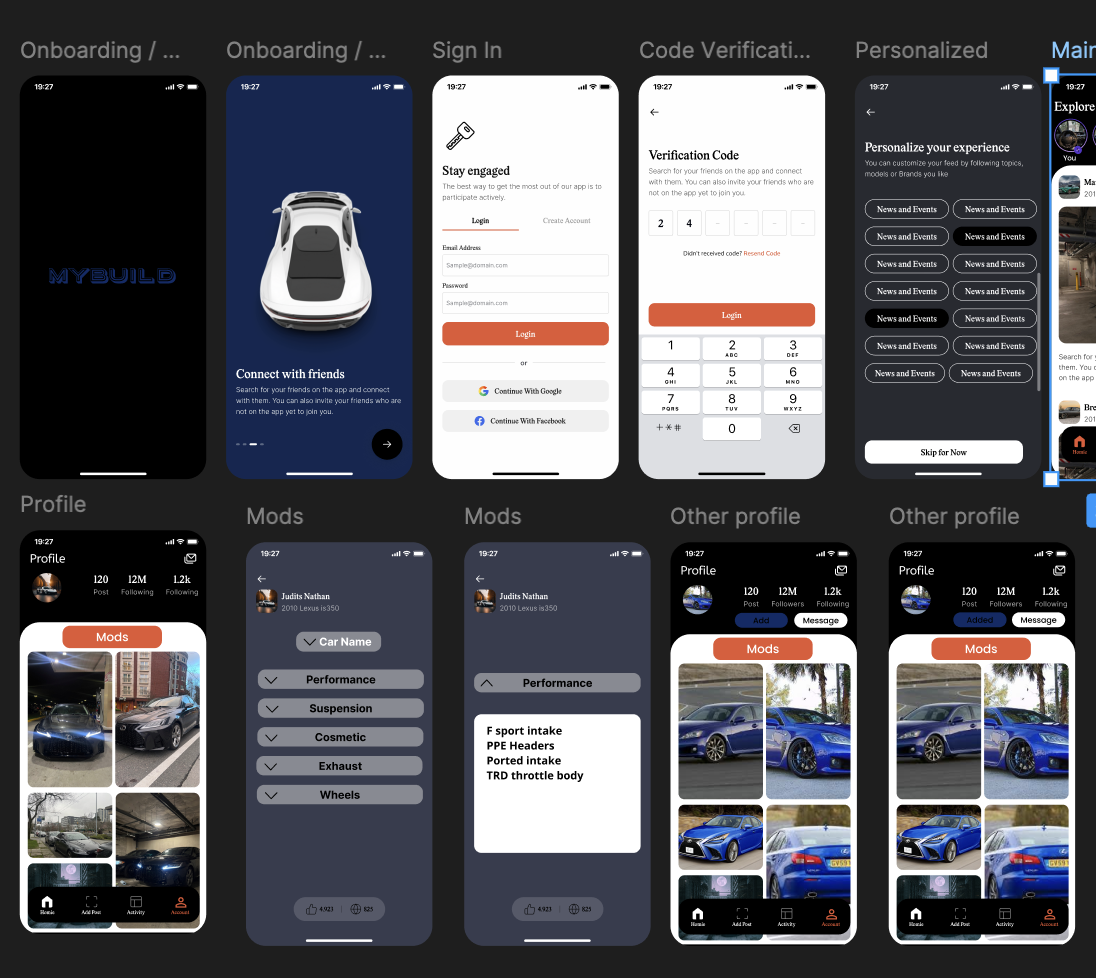 Onboarding / ...
Onboarding / ...
Sign In
Code Verificati...
Personalized
Main
19:27
MYBUILD
19:27
Connect with friends
Search for your friends on the app and connect
with them. You can also invite your friends who are
not on the app yet to join you.
19:27
Stay engaged
The best way to get the most out of our app is to
participate actively.
Login
Create Account
Email Address
Sample@domain.com
Password
Sample@domain.com
Login
or
Continue With Google
Continue With Facebook
19:27
Verification Code
Search for your friends on the app and connect
with them. You can also invite your friends who are
not on the app yet to join you.
2 4 - - - -
Didn't received code? Resend Code
Login
1 2 3
ABC DEF
4 5 6
GHI JKL MNO
7 8 9
PQRS TUV WXYZ
+*# 0
19:27
Personalize your experience
You can customize your feed by following topics,
models or Brands you like
News and Events News and Events
News and Events News and Events
News and Events News and Events
News and Events News and Events
News and Events News and Events
News and Events News and Events
News and Events News and Events
Skip for Now
19:27
Explore
You
Ma
201
Search for y
them. You c
on the app
Bre
201
Home
Profile
Mods
Mods
Other profile
Other profile
19:27
Profile
120 12M 1.2k
Post Following Following
Mods
Home Add Post Activity Account
19:27
Judits Nathan
2010 Lexus is350
Car Name
Performance
Suspension
Cosmetic
Exhaust
Wheels
4,923 825
19:27
Judits Nathan
2010 Lexus is350
Performance
F sport intake
PPE Headers
Ported intake
TRD throttle body
4,923 825
19:27
Profile
120 12M 1.2k
Post Followers Following
Add Message
Mods
Home Add Post Activity Account
19:27
Profile
120 12M 1.2k
Post Followers Following
Added Message
Mods
Home Add Post Activity Account